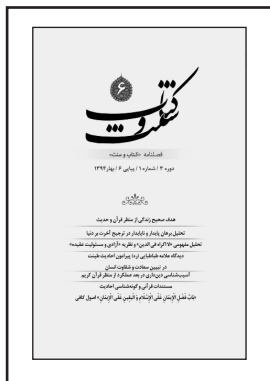 ۶
کتاب و سنت
فصلنامه «کتاب و سنت»
دوره ۳ / شماره ۱ / پیاپی ۶ / بهار ۱۳۹۴
هدف صحیح زندگی از منظر قرآن و حدیث
تحلیل برهان پایدار و ناپایدار در ترجیح آخرت بر دنیا
تحلیل مفهومی «لااکراه فی الدین» و نظریه «آزادی و مسئولیت عقیده»
دیدگاه علامه طباطبایی (ره) پیرامون احادیث طینت
در تبیین سعادت و شقاوت انسان
آسیب‌شناسی دین‌داری در بعد عملکرد از منظر قرآن کریم
مستندات قرآنی و گونه‌شناسی احادیث
«باب فضل الإیمان علی الإسلام و الیقین علی الإیمان» اصول کافی